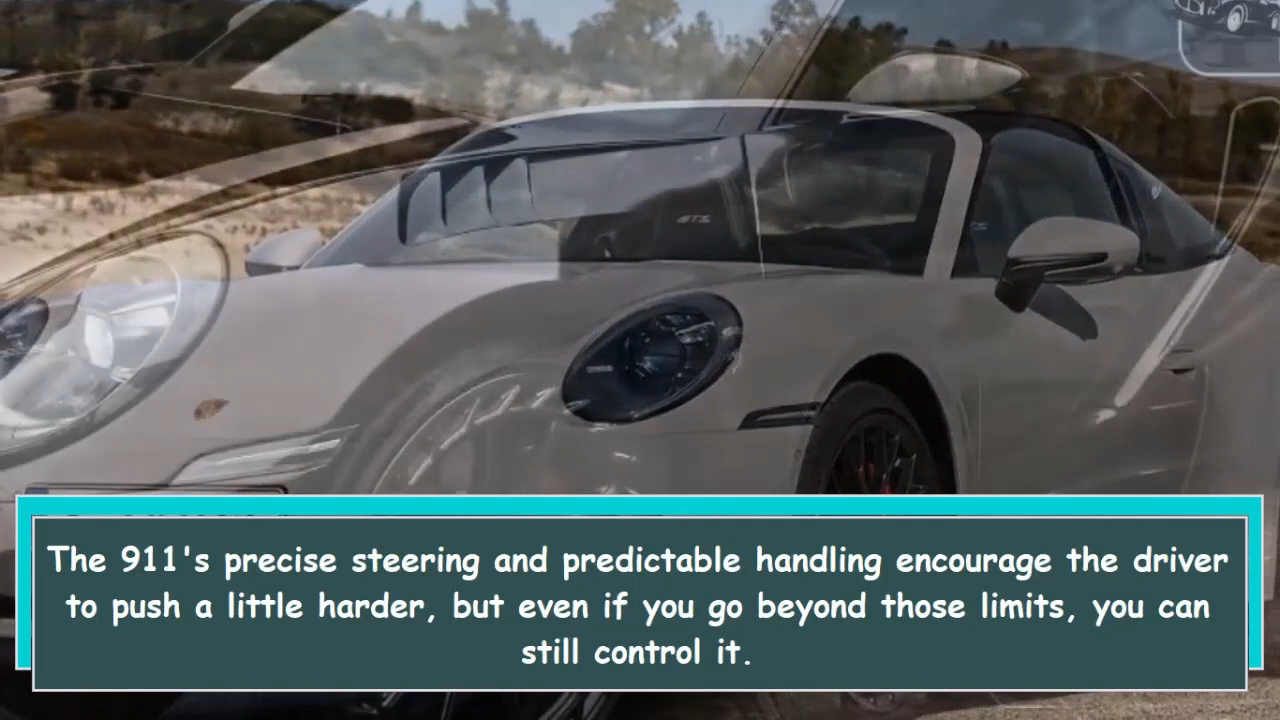 GTS
The 911's precise steering and predictable handling encourage the driver
to push a little harder, but even if you go beyond those limits, you can
still control it.